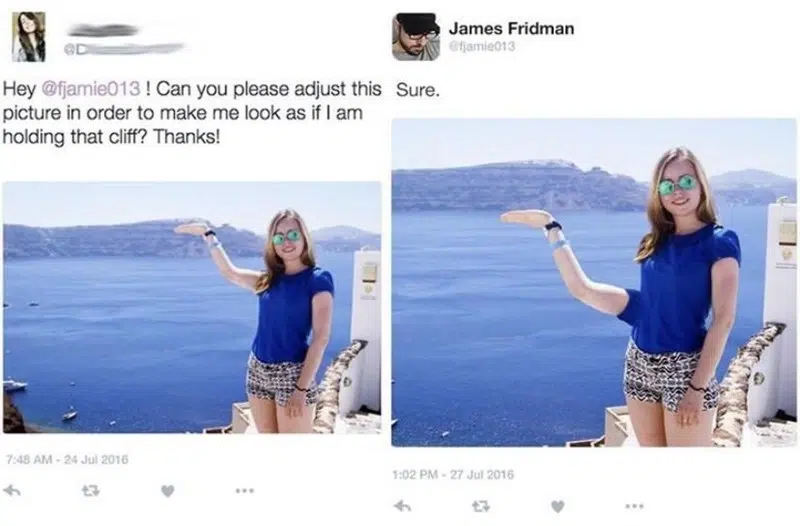 @D
Hey @fjamie013 ! Can you please adjust this
picture in order to make me look as if I am
holding that cliff? Thanks!
7:48 AM - 24 Jul 2016
James Fridman
@fjamie013
Sure.
1:02 PM - 27 Jul 2016